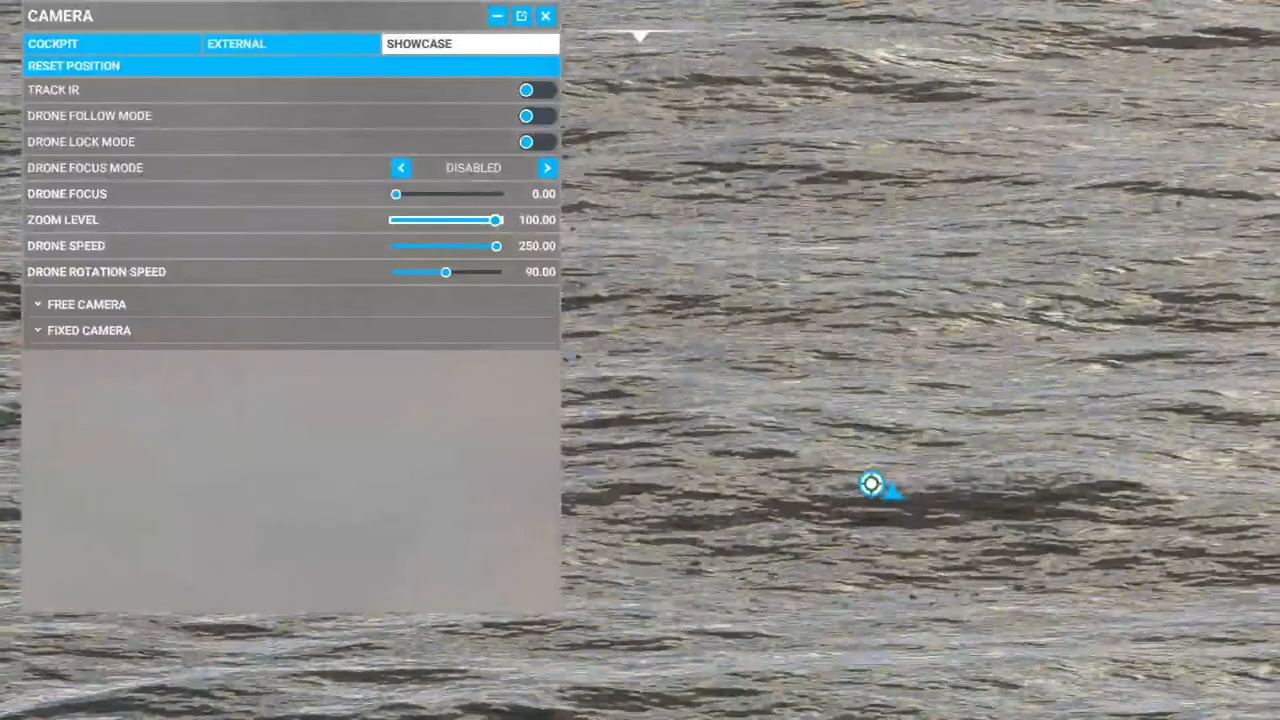 CAMERA
COCKPIT EXTERNAL SHOWCASE
RESET POSITION
TRACK IR
DRONE FOLLOW MODE
DRONE LOCK MODE
DRONE FOCUS MODE DISABLED
DRONE FOCUS 0.00
ZOOM LEVEL 100.00
DRONE SPEED 250.00
DRONE ROTATION SPEED 90.00
FREE CAMERA
FIXED CAMERA